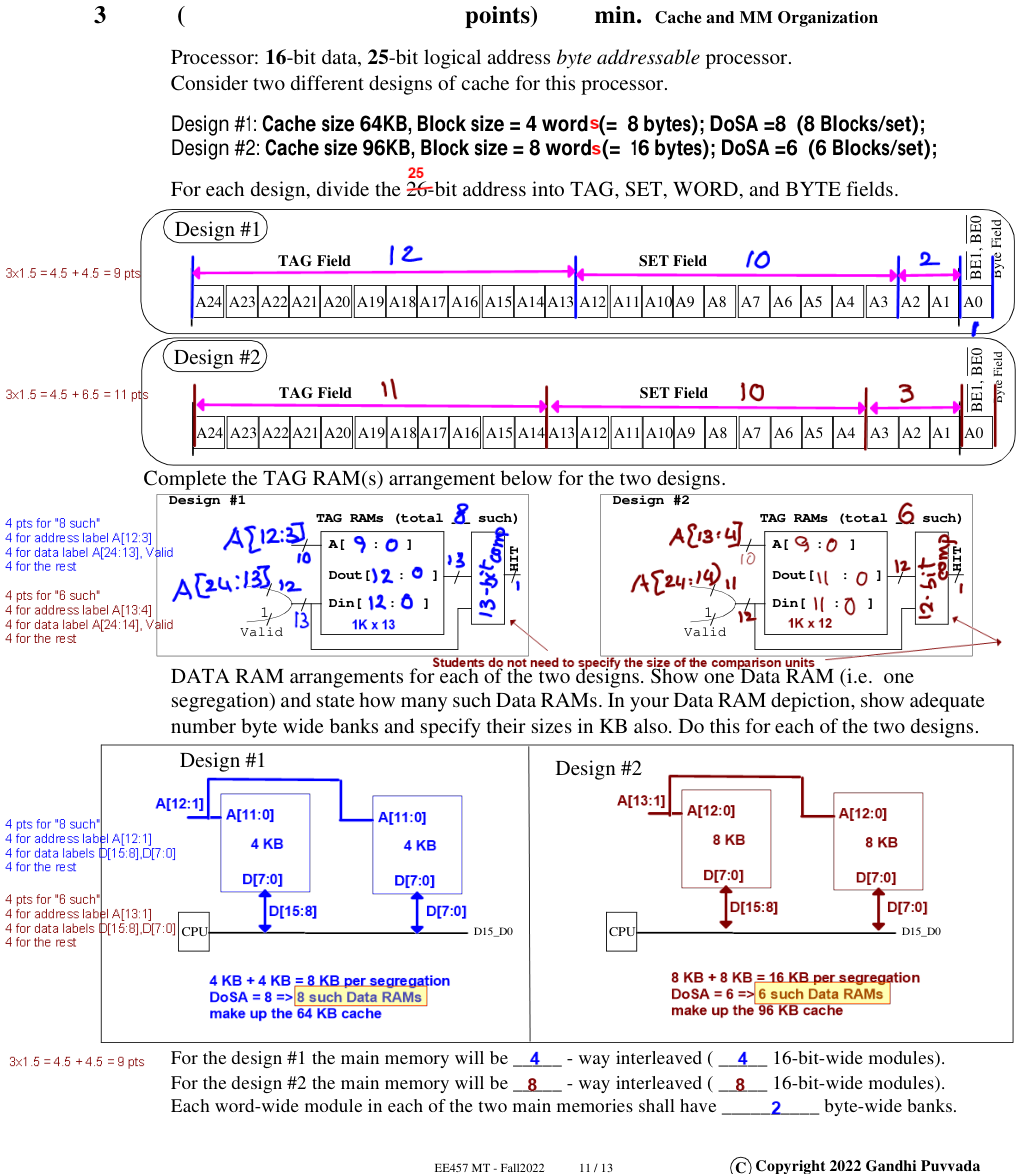 3 ( points) min. Cache and MM Organization
Processor: 16-bit data, 25-bit logical address byte addressable processor.
Consider two different designs of cache for this processor.
Design #1: Cache size 64KB, Block size = 4 words (= 8 bytes); DoSA =8 (8 Blocks/set);
Design #2: Cache size 96KB, Block size = 8 words (= 16 bytes); DoSA =6 (6 Blocks/set);
25
For each design, divide the 26-bit address into TAG, SET, WORD, and BYTE fields.
Design #1
BE1, BE0
Byte Field
TAG Field 12 SET Field 10 2
3x1.5 = 4.5 + 4.5 = 9 pts
A24 A23 A22 A21 A20 A19 A18 A17 A16 A15 A14 A13 A12 A11 A10 A9 A8 A7 A6 A5 A4 A3 A2 A1 A0
1
Design #2
BE1, BE0
Byte Field
TAG Field 11 SET Field 10 3
3x1.5 = 4.5 + 6.5 = 11 pts
A24 A23 A22 A21 A20 A19 A18 A17 A16 A15 A14 A13 A12 A11 A10 A9 A8 A7 A6 A5 A4 A3 A2 A1 A0
Complete the TAG RAM(s) arrangement below for the two designs.
4 pts for "8 such"
4 for address label A[12:3]
4 for data label A[24:13], Valid
4 for the rest
4 pts for "6 such"
4 for address label A[13:4]
4 for data label A[24:14], Valid
4 for the rest
Design #1
TAG RAMs (total 8 such)
A[12:3] 10 A[ 9 : 0 ]
A[24:13] 12 Dout[ 12 : 0 ] 13
Din[ 12 : 0 ]
1K x 13
13
1
Valid
13-bit comp
HIT
1
Design #2
TAG RAMs (total 6 such)
A[13:4] 10 A[ 9 : 0 ]
A(24:14) 11 Dout[ 11 : 0 ] 12
Din[ 11 : 0 ]
1K x 12
12
1
Valid
12-bit comp
HIT
1
Students do not need to specify the size of the comparison units
DATA RAM arrangements for each of the two designs. Show one Data RAM (i.e. one
segregation) and state how many such Data RAMs. In your Data RAM depiction, show adequate
number byte wide banks and specify their sizes in KB also. Do this for each of the two designs.
4 pts for "8 such"
4 for address label A[12:1]
4 for data labels D[15:8],D[7:0]
4 for the rest
4 pts for "6 such"
4 for address label A[13:1]
4 for data labels D[15:8],D[7:0]
4 for the rest
Design #1
A[12:1] A[11:0] A[11:0]
4 KB 4 KB
D[7:0] D[7:0]
D[15:8] D[7:0]
CPU D15_D0
4 KB + 4 KB = 8 KB per segregation
DoSA = 8 => 8 such Data RAMs
make up the 64 KB cache
Design #2
A[13:1] A[12:0] A[12:0]
8 KB 8 KB
D[7:0] D[7:0]
D[15:8] D[7:0]
CPU D15_D0
8 KB + 8 KB = 16 KB per segregation
DoSA = 6 => 6 such Data RAMs
make up the 96 KB cache
3x1.5 = 4.5 + 4.5 = 9 pts
For the design #1 the main memory will be __4__ - way interleaved ( __4__ 16-bit-wide modules).
For the design #2 the main memory will be __8__ - way interleaved ( __8__ 16-bit-wide modules).
Each word-wide module in each of the two main memories shall have _____2____ byte-wide banks.
EE457 MT - Fall2022 11 / 13 © Copyright 2022 Gandhi Puvvada